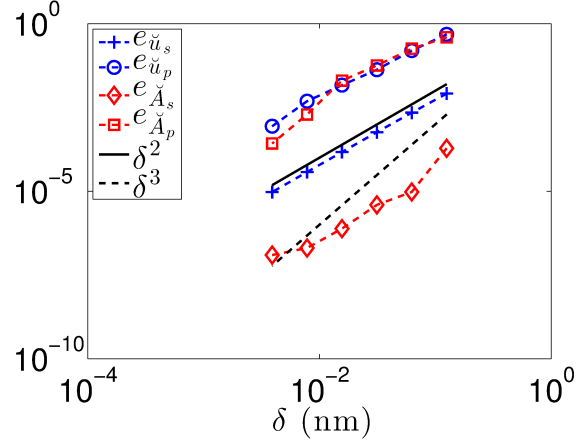 10^0
e_{ŭ_s}
e_{ŭ_p}
e_{Ă_s}
e_{Ă_p}
δ^2
δ^3
10^{-5}
10^{-10}
10^{-4} 10^{-2} 10^0
δ (nm)